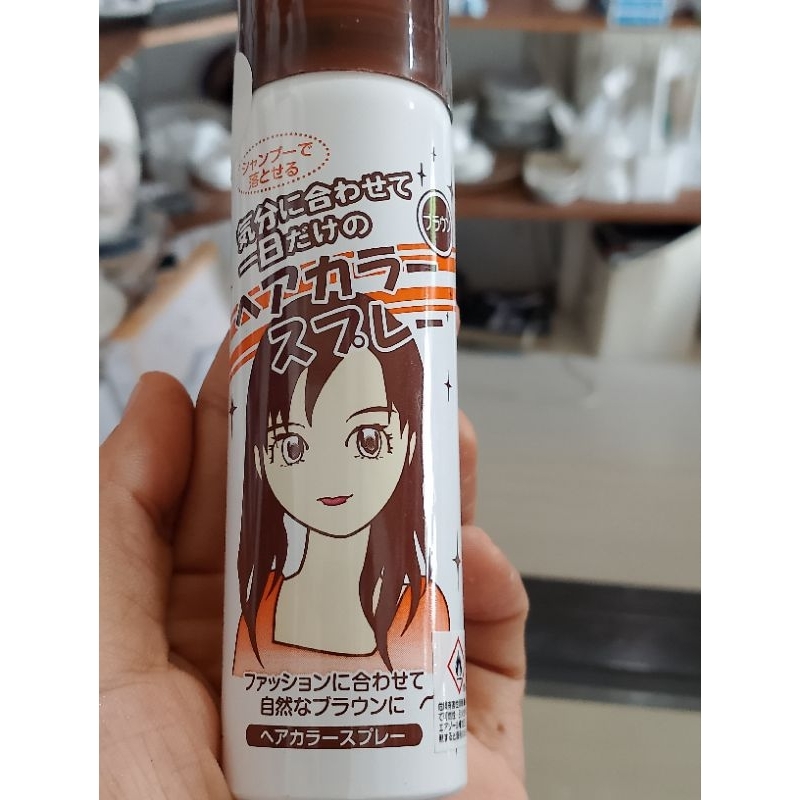 シャンプーで
落とせる
気分に合わせて
一日だけの
ブラウン
ヘアカラー
スプレー
ファッションに合わせて
自然なブラウンに
ヘアカラースプレー